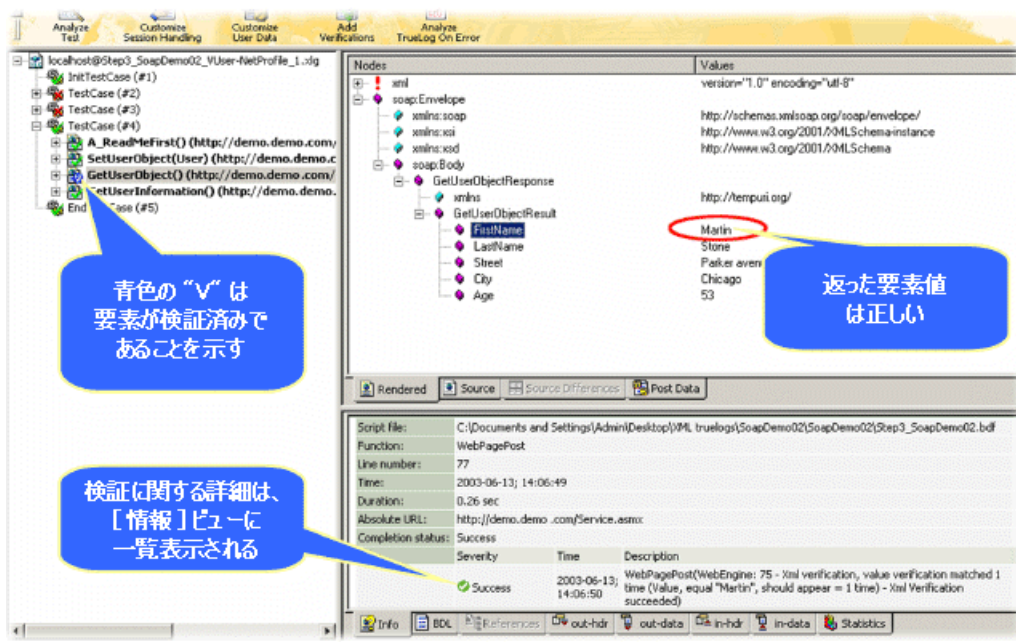 Analyze Test
Customize Session Handling
Customize User Data
Add Verifications
Analyze TrueLog On Error
localhost@Step3_SoapDemo02_VUser-NetProfile_1.xlg
InitTestCase (#1)
TestCase (#2)
TestCase (#3)
TestCase (#4)
A_ReadMeFirst() (http://demo.demo.com/
SetUserObject(User) (http://demo.demo.c
GetUserObject() (http://demo.demo.com/
GetUserInformation() (http://demo.demo.
青色の “V” は
要素が検証済みで
あることを示す
検証に関する詳細は、
[ 情報 ]ビューに
一覧表示される
Nodes Values
xml version="1.0" encoding="utf-8"
soap:Envelope
xmlns:soap http://schemas.xmlsoap.org/soap/envelope/
xmlns:xsi http://www.w3.org/2001/XMLSchema-instance
xmlns:xsd http://www.w3.org/2001/XMLSchema
soap:Body
GetUserObjectResponse
xmlns http://tempuri.org/
GetUserObjectResult
FirstName Martin
LastName Stone
Street Parker aven
City Chicago
Age 53
返った要素値
は正しい
Rendered Source Source Differences Post Data
Script file: C:\Documents and Settings\Admin\Desktop\XML truelogs\SoapDemo02\SoapDemo02\Step3_SoapDemo02.bdf
Function: WebPagePost
Line number: 77
Time: 2003-06-13; 14:06:49
Duration: 0.26 sec
Absolute URL: http://demo.demo .com/Service.asmx
Completion status: Success
Severity Time Description
Success 2003-06-13; 14:06:50
WebPagePost(WebEngine: 75 - Xml verification, value verification matched 1
time (Value, equal "Martin", should appear = 1 time) - Xml Verification
succeeded)
Info BDL References out-hdr out-data in-hdr in-data Statistics